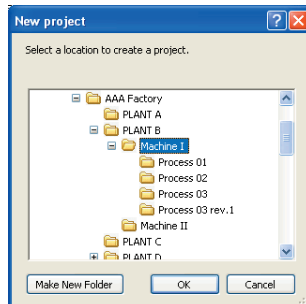 New project
Select a location to create a project.
AAA Factory
PLANT A
PLANT B
Machine I
Process 01
Process 02
Process 03
Process 03 rev.1
Machine II
PLANT C
PLANT D
Make New Folder
OK
Cancel